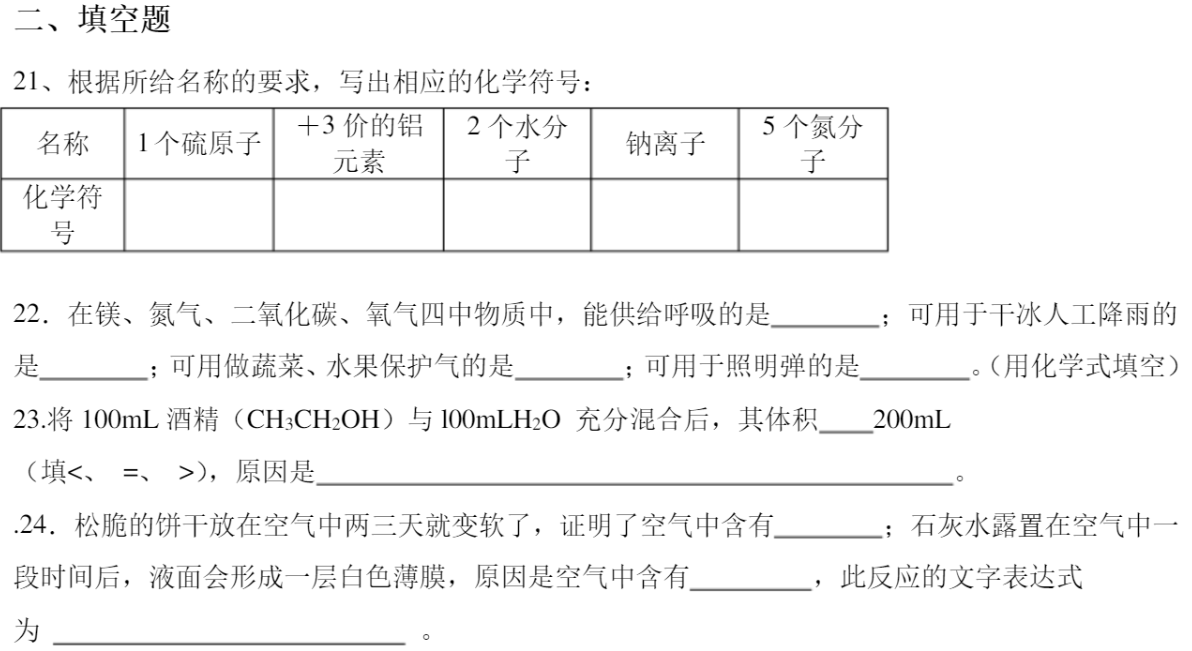 二、填空题
21、根据所给名称的要求，写出相应的化学符号：
名称 1个硫原子 ＋3价的铝元素 2个水分子 钠离子 5个氮分子
化学符号
22．在镁、氮气、二氧化碳、氧气四中物质中，能供给呼吸的是________；可用于干冰人工降雨的
是________；可用做蔬菜、水果保护气的是________；可用于照明弹的是________。（用化学式填空）
23.将 100mL 酒精（CH₃CH₂OH）与 l00mLH₂O 充分混合后，其体积____200mL
（填<、 =、 >），原因是________________________________________________。
.24．松脆的饼干放在空气中两三天就变软了，证明了空气中含有________；石灰水露置在空气中一
段时间后，液面会形成一层白色薄膜，原因是空气中含有_________，此反应的文字表达式
为 __________________________ 。